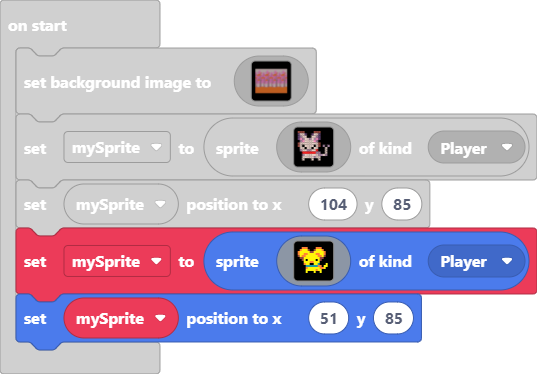 on start
set background image to
set mySprite to sprite of kind Player
set mySprite position to x 104 y 85
set mySprite to sprite of kind Player
set mySprite position to x 51 y 85